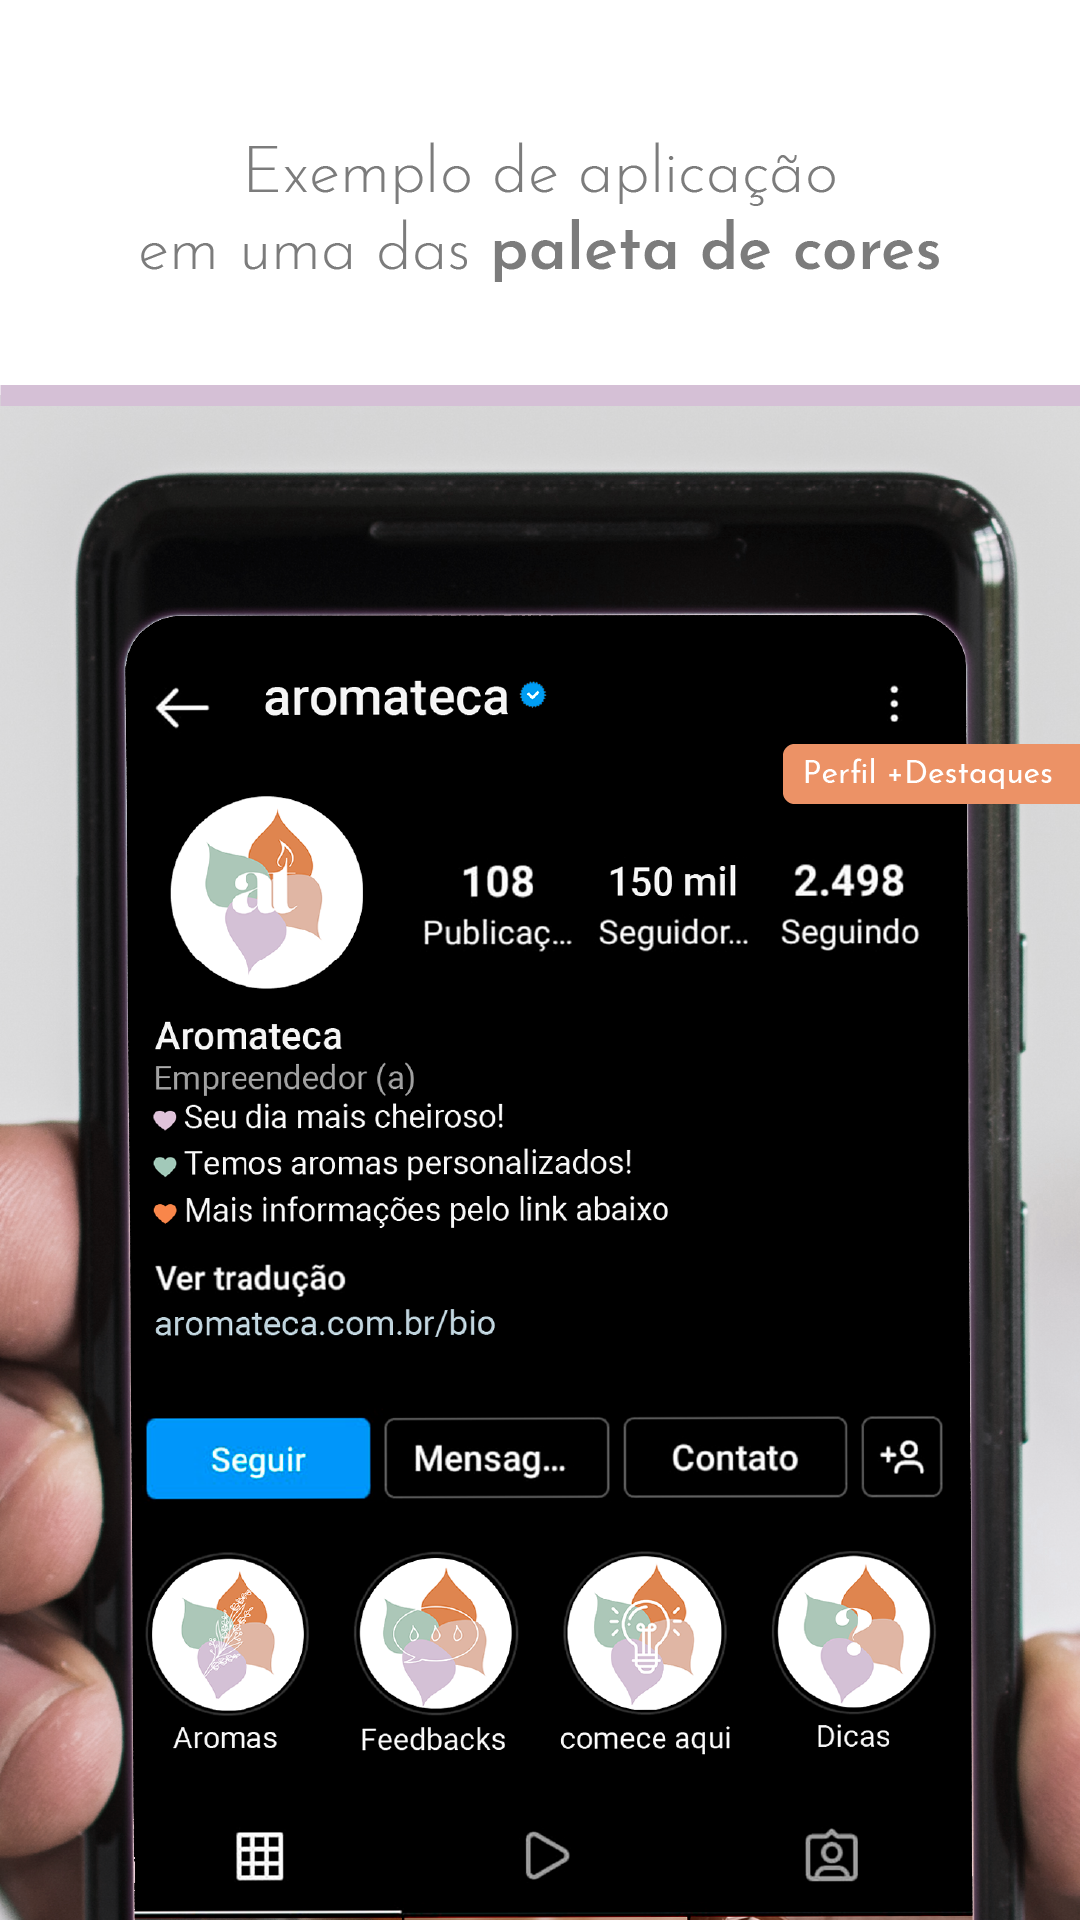 Exemplo de aplicação
em uma das paleta de cores
aromateca
Perfil +Destaques
at
108 150 mil 2.498
Publicaç... Seguidor... Seguindo
Aromateca
Empreendedor (a)
Seu dia mais cheiroso!
Temos aromas personalizados!
Mais informações pelo link abaixo
Ver tradução
aromateca.com.br/bio
Seguir Mensag... Contato
?
Aromas Feedbacks comece aqui Dicas